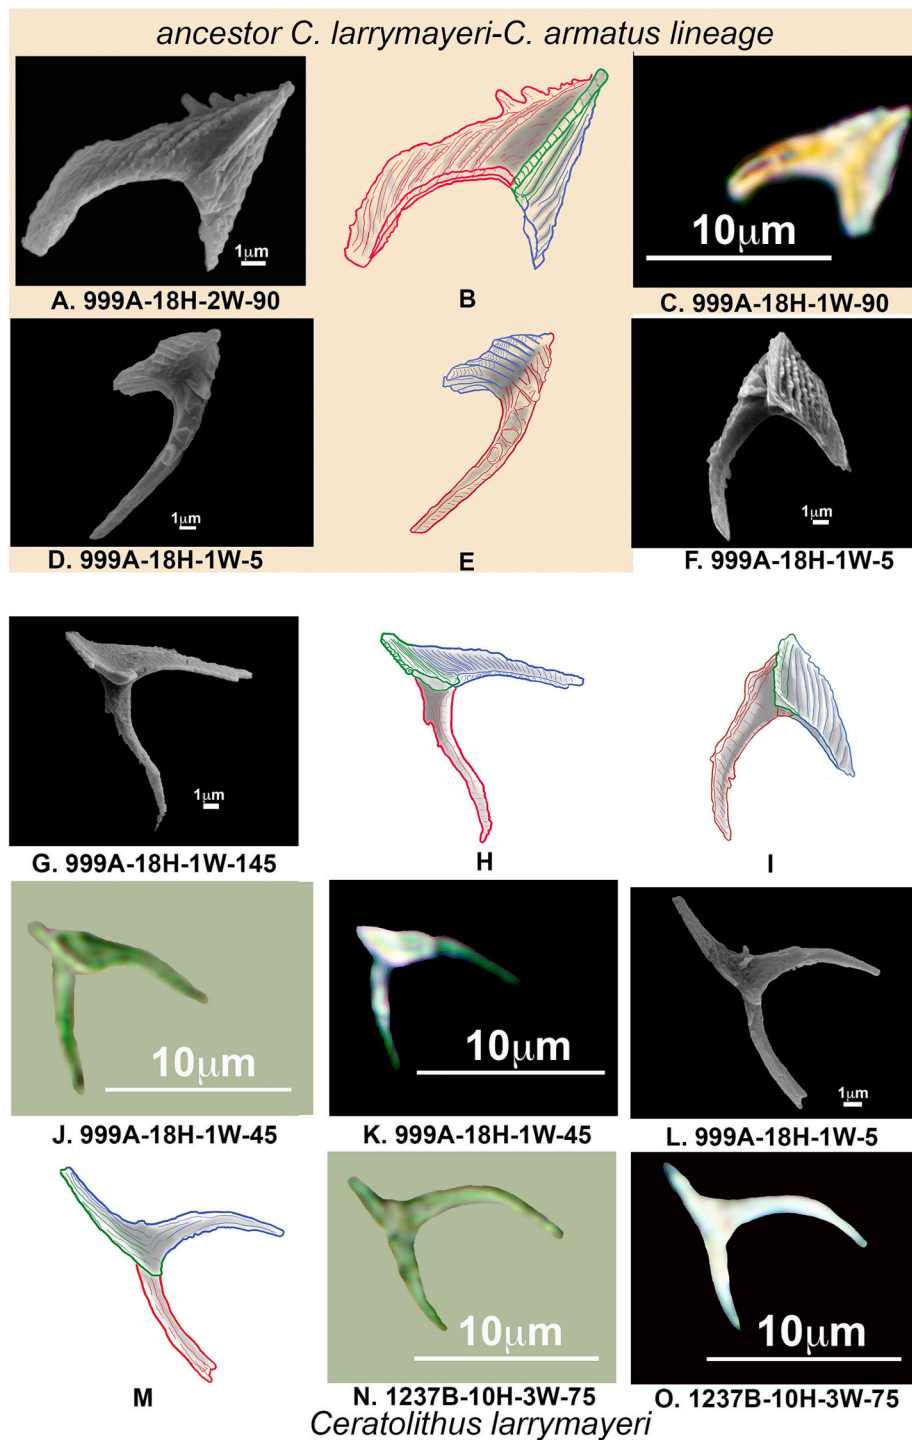 ancestor C. larrymayeri-C. armatus lineage
1µm
10µm
A. 999A-18H-2W-90
B
C. 999A-18H-1W-90
1µm
1µm
D. 999A-18H-1W-5
E
F. 999A-18H-1W-5
1µm
G. 999A-18H-1W-145
H
I
10µm
10µm
1µm
J. 999A-18H-1W-45
K. 999A-18H-1W-45
L. 999A-18H-1W-5
10µm
10µm
M
N. 1237B-10H-3W-75
O. 1237B-10H-3W-75
Ceratolithus larrymayeri